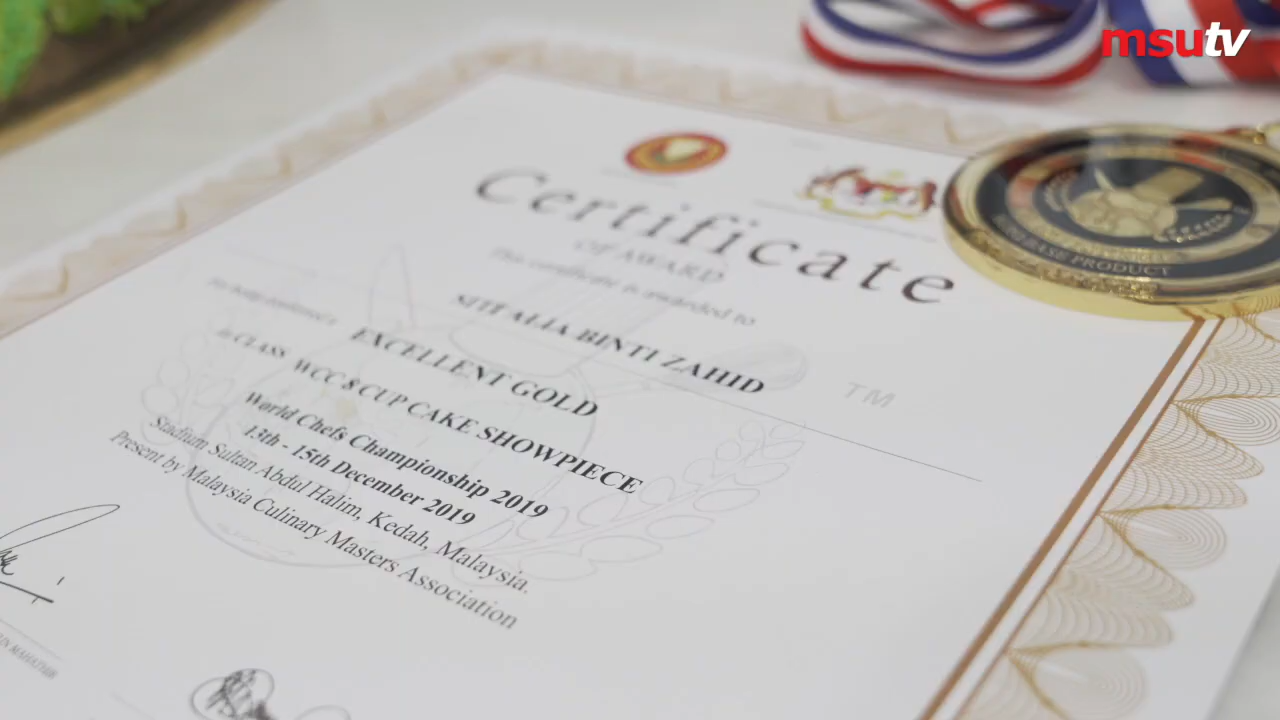 msutv
Certificate
Of AWARD
This certificate is awarded to
SITI ALIA BINTI ZAHID
EXCELLENT GOLD
in CLASS WCC 8 CUP CAKE SHOWPIECE
World Chefs Championship 2019
13th - 15th December 2019
Stadium Sultan Abdul Halim, Kedah, Malaysia.
Present by Malaysia Culinary Masters Association
TM
BASE PRODUCT